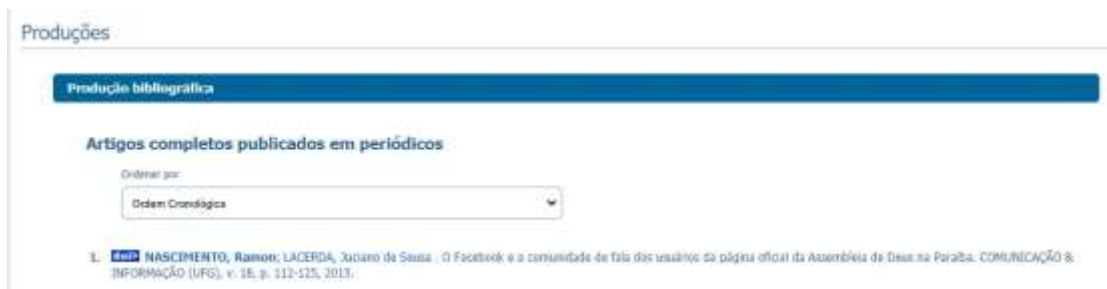 Produções
Produção bibliográfica
Artigos completos publicados em periódicos
Ordenar por
Ordem Cronológica
1. doi> NASCIMENTO, Ramon; LACERDA, Juciano de Sousa . O Facebook e a comunidade de fala dos usuários da página oficial da Assembleia de Deus na Paraíba. COMUNICAÇÃO &
INFORMAÇÃO (UFG), v. 16, p. 112-125, 2013.